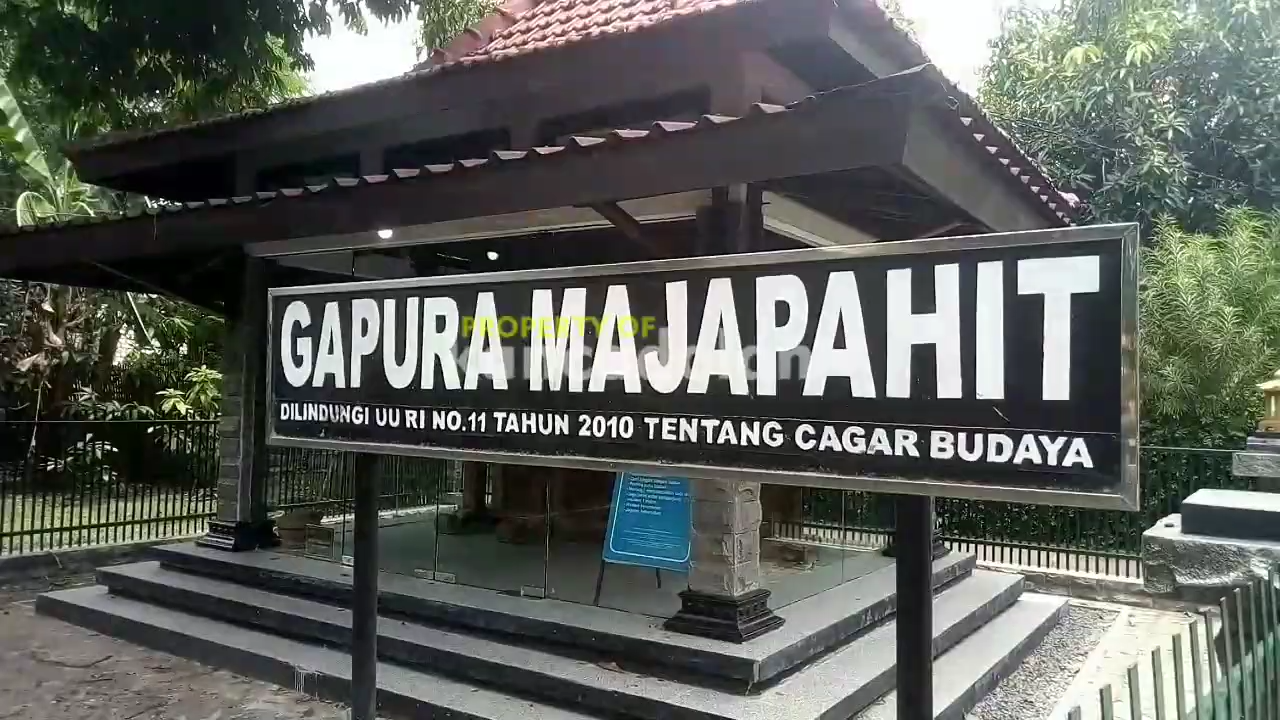 GAPURA MAJAPAHIT
PROPERTY OF
DILINDUNGI UU RI NO.11 TAHUN 2010 TENTANG CAGAR BUDAYA